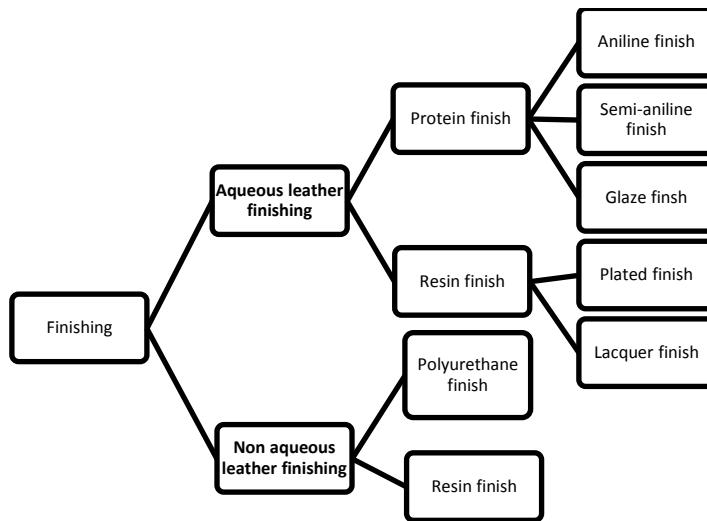 Finishing
Aqueous leather
finishing
Protein finish
Aniline finish
Semi-aniline
finish
Glaze finsh
Resin finish
Plated finish
Lacquer finish
Non aqueous
leather finishing
Polyurethane
finish
Resin finish